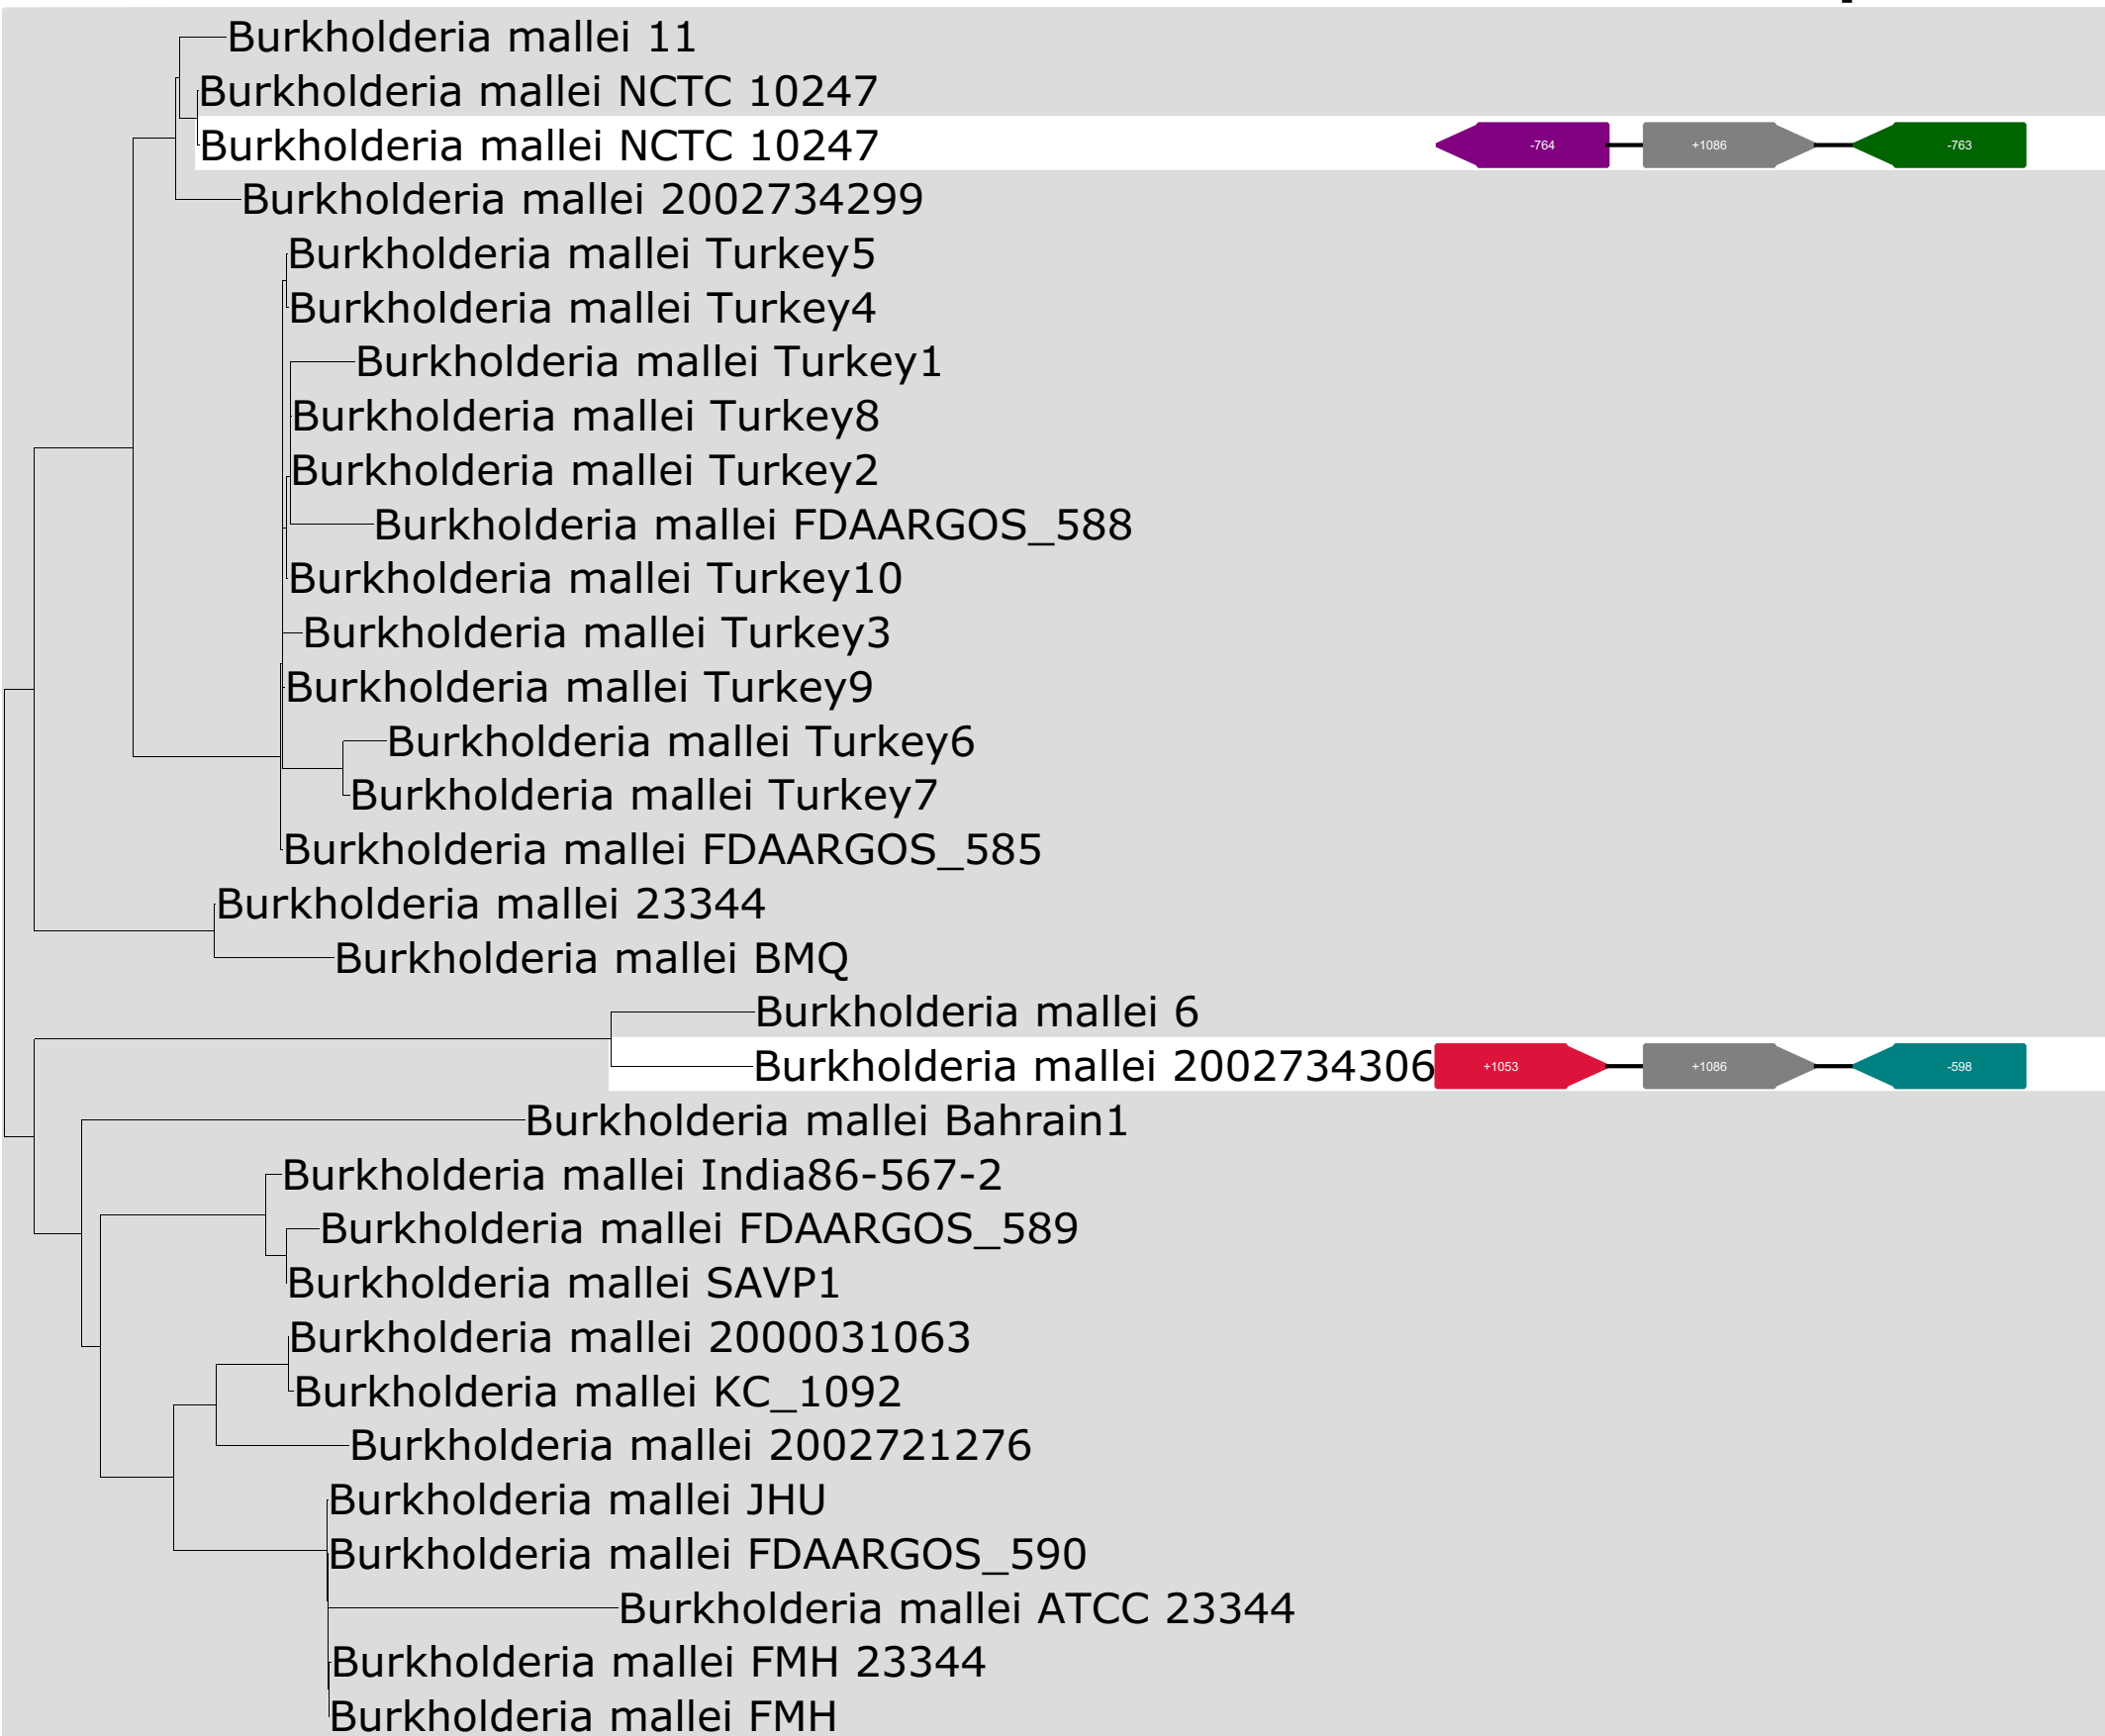 Burkholderia mallei 11
Burkholderia mallei NCTC 10247
Burkholderia mallei NCTC 10247 -764 +1086 -763
Burkholderia mallei 2002734299
Burkholderia mallei Turkey5
Burkholderia mallei Turkey4
Burkholderia mallei Turkey1
Burkholderia mallei Turkey8
Burkholderia mallei Turkey2
Burkholderia mallei FDAARGOS_588
Burkholderia mallei Turkey10
Burkholderia mallei Turkey3
Burkholderia mallei Turkey9
Burkholderia mallei Turkey6
Burkholderia mallei Turkey7
Burkholderia mallei FDAARGOS_585
Burkholderia mallei 23344
Burkholderia mallei BMQ
Burkholderia mallei 6
Burkholderia mallei 2002734306 +1053 +1086 -598
Burkholderia mallei Bahrain1
Burkholderia mallei India86-567-2
Burkholderia mallei FDAARGOS_589
Burkholderia mallei SAVP1
Burkholderia mallei 2000031063
Burkholderia mallei KC_1092
Burkholderia mallei 2002721276
Burkholderia mallei JHU
Burkholderia mallei FDAARGOS_590
Burkholderia mallei ATCC 23344
Burkholderia mallei FMH 23344
Burkholderia mallei FMH